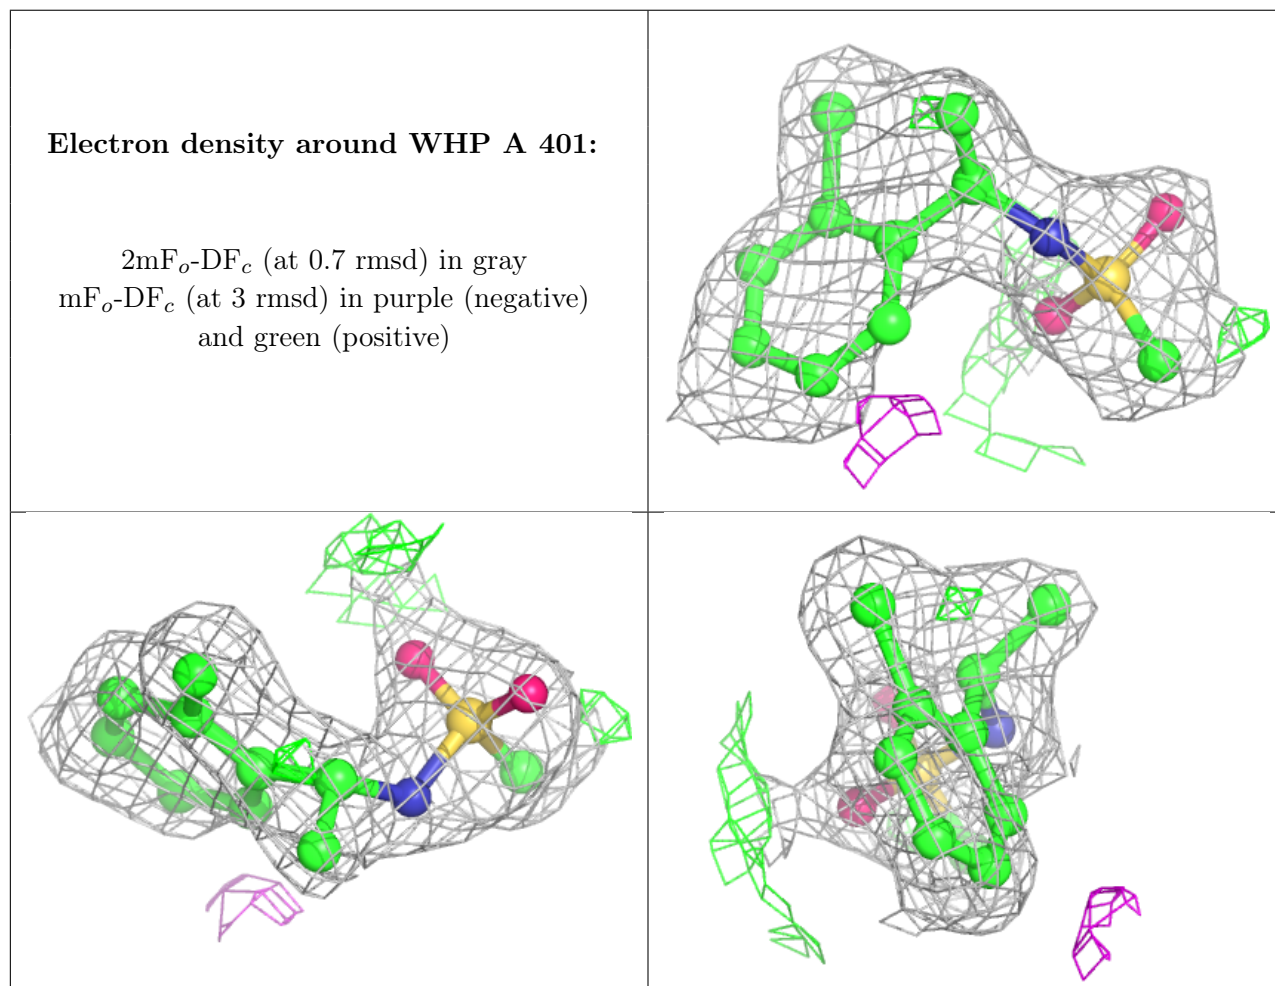 Electron density around WHP A 401:
2mFₒ-DF𝒸 (at 0.7 rmsd) in gray
mFₒ-DF𝒸 (at 3 rmsd) in purple (negative)
and green (positive)